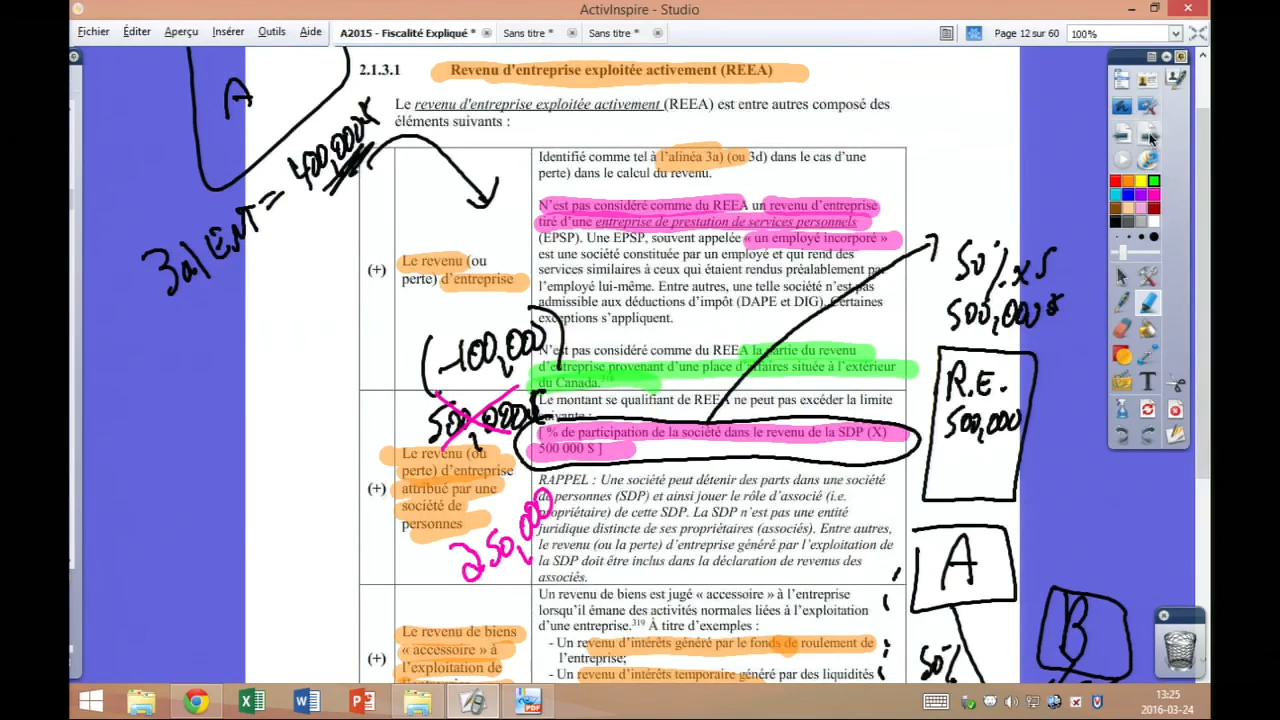 ActivInspire - Studio
Fichier Éditer Aperçu Insérer Outils Aide
A2015 - Fiscalité Expliqué * Sans titre * Sans titre *
Page 12 sur 60 100%
2.1.3.1 Revenu d'entreprise exploitée activement (REEA)
Le revenu d'entreprise exploitée activement (REEA) est entre autres composé des
éléments suivants :
A
3a) ENT = 400,000$
(+)
Le revenu (ou
perte) d'entreprise
Identifié comme tel à l'alinéa 3a) (ou 3d) dans le cas d'une
perte) dans le calcul du revenu.
N'est pas considéré comme du REEA un revenu d'entreprise
tiré d'une entreprise de prestation de services personnels
(EPSP). Une EPSP, souvent appelée « un employé incorporé »
est une société constituée par un employé et qui rend des
services similaires à ceux qui étaient rendus préalablement par
l'employé lui-même. Entre autres, une telle société n'est pas
admissible aux déductions d'impôt (DAPE et DIG). Certaines
exceptions s'appliquent.
N'est pas considéré comme du REEA la partie du revenu
d'entreprise provenant d'une place d'affaires située à l'extérieur
du Canada.
500,000$
250,000
(+)
Le revenu (ou
perte) d'entreprise
attribué par une
société de
personnes
Le montant se qualifiant de REEA ne peut pas excéder la limite
suivante :
[ % de participation de la société dans le revenu de la SDP (X)
500 000 $ ]
RAPPEL : Une société peut détenir des parts dans une société
de personnes (SDP) et ainsi jouer le rôle d'associé (i.e.
propriétaire) de cette SDP. La SDP n'est pas une entité
juridique distincte de ses propriétaires (associés). Entre autres,
le revenu (ou la perte) d'entreprise généré par l'exploitation de
la SDP doit être inclus dans la déclaration de revenus des
associés.
50%
500,000$
R.E.
500,000
A
B
50%
(+)
Le revenu de biens
« accessoire » à
l'exploitation de
Un revenu de biens est jugé « accessoire » à l'entreprise
lorsqu'il émane des activités normales liées à l'exploitation
d'une entreprise.319 À titre d'exemples :
- Un revenu d'intérêts généré par le fonds de roulement de
l'entreprise;
- Un revenu d'intérêts temporaire généré par des liquidités
13:25
2016-03-24